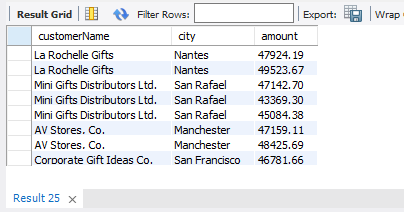 Result Grid Filter Rows: Export: Wrap
customerName city amount
La Rochelle Gifts Nantes 47924.19
La Rochelle Gifts Nantes 49523.67
Mini Gifts Distributors Ltd. San Rafael 47142.70
Mini Gifts Distributors Ltd. San Rafael 43369.30
Mini Gifts Distributors Ltd. San Rafael 45084.38
AV Stores, Co. Manchester 47159.11
AV Stores, Co. Manchester 48425.69
Corporate Gift Ideas Co. San Francisco 46781.66
Result 25